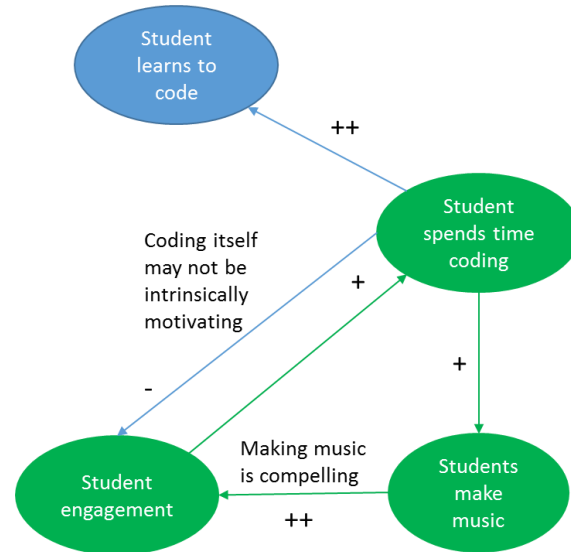 Student
learns to
code
++
Student
spends time
coding
Coding itself
may not be
intrinsically
motivating
+
+
-
Making music
is compelling
Student
engagement
++
Students
make
music